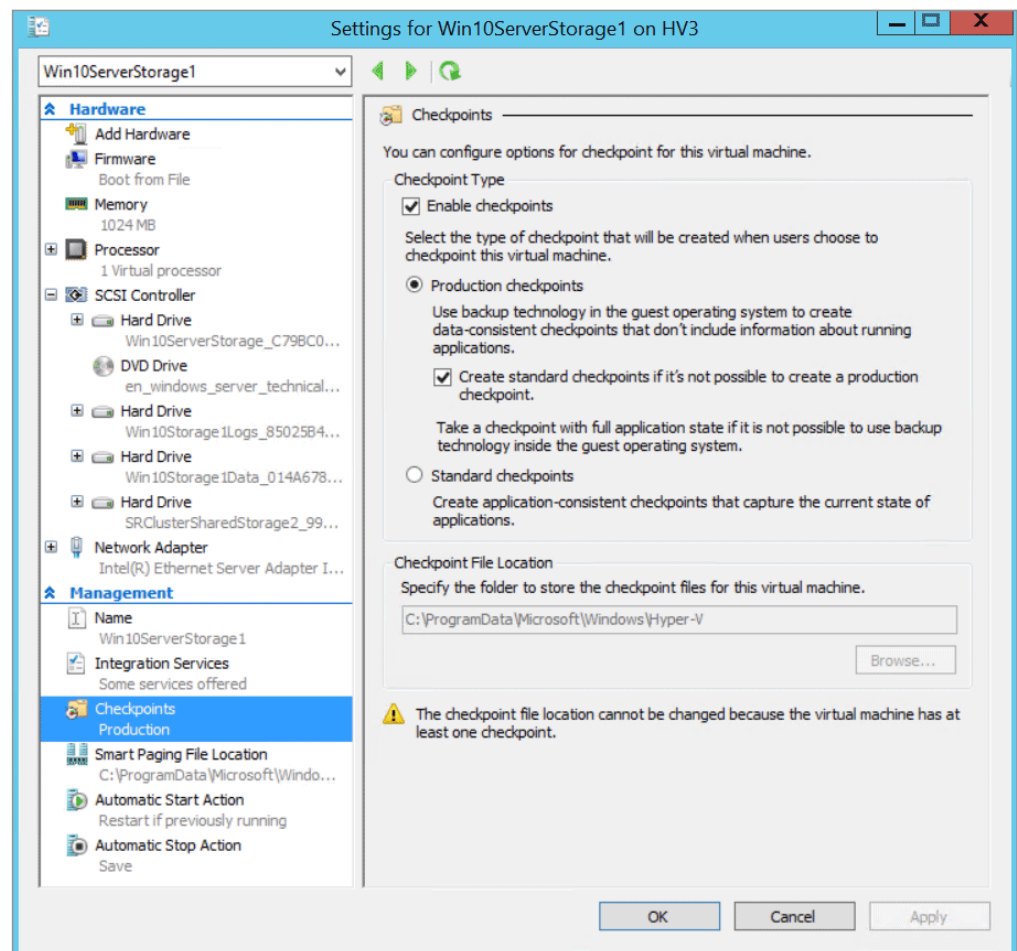 Settings for Win10ServerStorage1 on HV3
X
Win10ServerStorage1
Hardware
Add Hardware
Firmware
Boot from File
Memory
1024 MB
Processor
1 Virtual processor
SCSI Controller
Hard Drive
Win10ServerStorage_C79BC0...
DVD Drive
en_windows_server_technical...
Hard Drive
Win10Storage1Logs_85025B4...
Hard Drive
Win10Storage1Data_014A678...
Hard Drive
SRClusterSharedStorage2_99...
Network Adapter
Intel(R) Ethernet Server Adapter I...
Management
Name
Win10ServerStorage1
Integration Services
Some services offered
Checkpoints
Production
Smart Paging File Location
C:\ProgramData\Microsoft\Windo...
Automatic Start Action
Restart if previously running
Automatic Stop Action
Save
Checkpoints
You can configure options for checkpoint for this virtual machine.
Checkpoint Type
Enable checkpoints
Select the type of checkpoint that will be created when users choose to
checkpoint this virtual machine.
Production checkpoints
Use backup technology in the guest operating system to create
data-consistent checkpoints that don't include information about running
applications.
Create standard checkpoints if it's not possible to create a production
checkpoint.
Take a checkpoint with full application state if it is not possible to use backup
technology inside the guest operating system.
Standard checkpoints
Create application-consistent checkpoints that capture the current state of
applications.
Checkpoint File Location
Specify the folder to store the checkpoint files for this virtual machine.
C:\ProgramData\Microsoft\Windows\Hyper-V
Browse...
The checkpoint file location cannot be changed because the virtual machine has at
least one checkpoint.
OK
Cancel
Apply